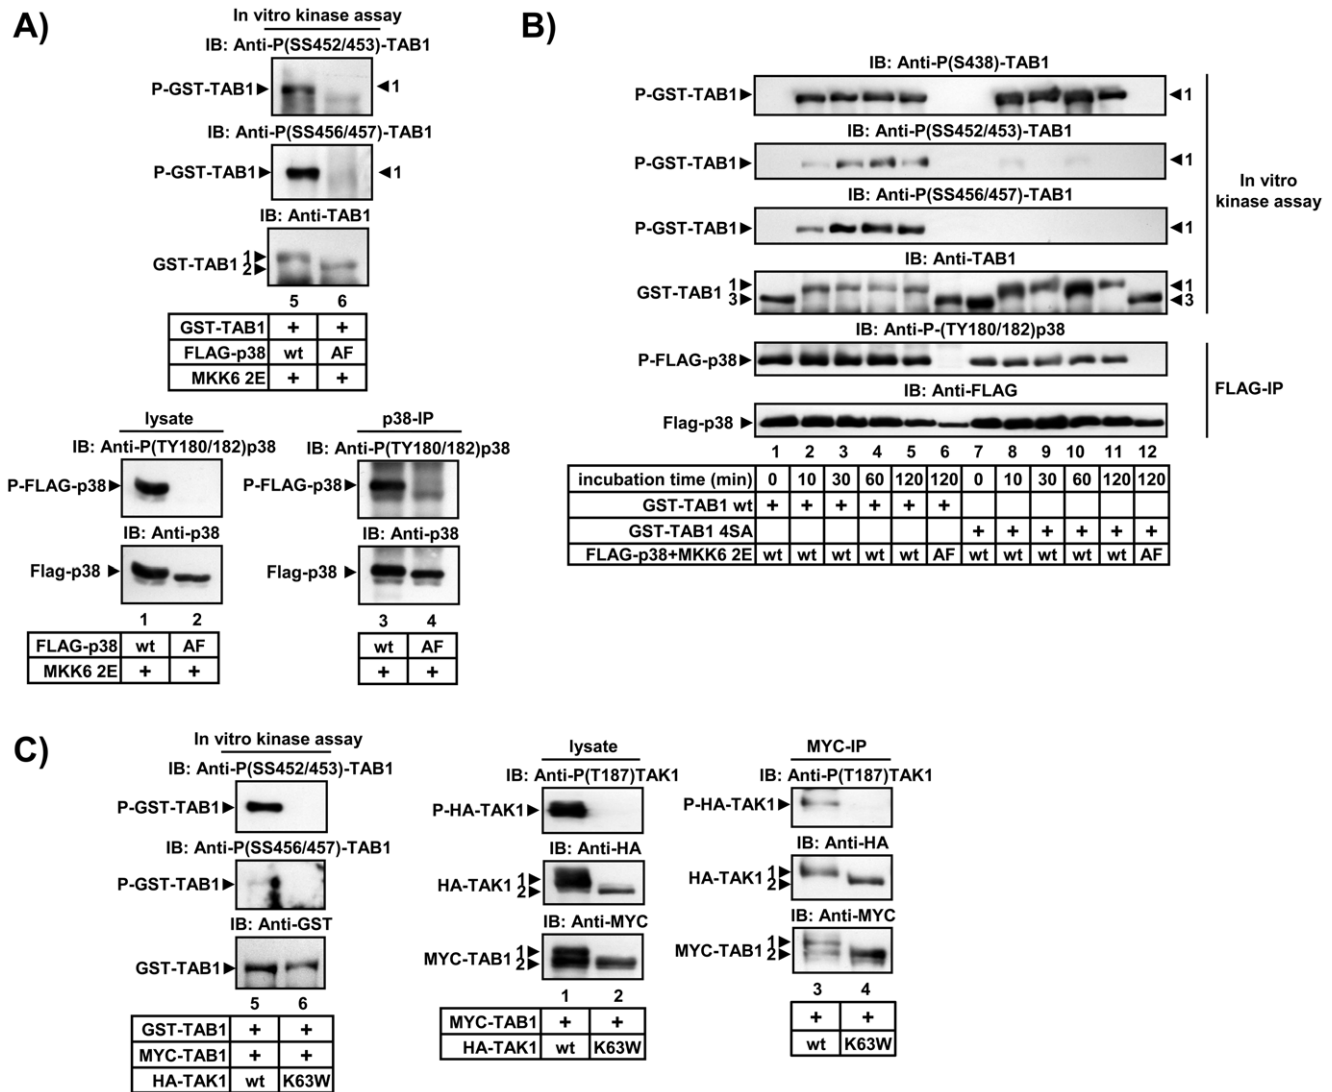 A)
In vitro kinase assay
IB: Anti-P(SS452/453)-TAB1
P-GST-TAB1 1
IB: Anti-P(SS456/457)-TAB1
P-GST-TAB1 1
IB: Anti-TAB1
GST-TAB1 1
2
5 6
GST-TAB1 + +
FLAG-p38 wt AF
MKK6 2E + +
lysate
IB: Anti-P(TY180/182)p38
P-FLAG-p38
IB: Anti-p38
Flag-p38
1 2
FLAG-p38 wt AF
MKK6 2E + +
p38-IP
IB: Anti-P(TY180/182)p38
P-FLAG-p38
IB: Anti-p38
Flag-p38
3 4
wt AF
+ +
B)
IB: Anti-P(S438)-TAB1
P-GST-TAB1 1
IB: Anti-P(SS452/453)-TAB1
P-GST-TAB1 1
IB: Anti-P(SS456/457)-TAB1
P-GST-TAB1 1
IB: Anti-TAB1
GST-TAB1 1 1
3 3
In vitro
kinase assay
IB: Anti-P-(TY180/182)p38
P-FLAG-p38
IB: Anti-FLAG
Flag-p38
FLAG-IP
1 2 3 4 5 6 7 8 9 10 11 12
incubation time (min) 0 10 30 60 120 120 0 10 30 60 120 120
GST-TAB1 wt + + + + + +
GST-TAB1 4SA + + + + + +
FLAG-p38+MKK6 2E wt wt wt wt wt AF wt wt wt wt wt AF
C)
In vitro kinase assay
IB: Anti-P(SS452/453)-TAB1
P-GST-TAB1
IB: Anti-P(SS456/457)-TAB1
P-GST-TAB1
IB: Anti-GST
GST-TAB1
5 6
GST-TAB1 + +
MYC-TAB1 + +
HA-TAK1 wt K63W
lysate
IB: Anti-P(T187)TAK1
P-HA-TAK1
IB: Anti-HA
HA-TAK1 1
2
IB: Anti-MYC
MYC-TAB1 1
2
1 2
MYC-TAB1 + +
HA-TAK1 wt K63W
MYC-IP
IB: Anti-P(T187)TAK1
P-HA-TAK1
IB: Anti-HA
HA-TAK1 1
2
IB: Anti-MYC
MYC-TAB1 1
2
3 4
+ +
wt K63W